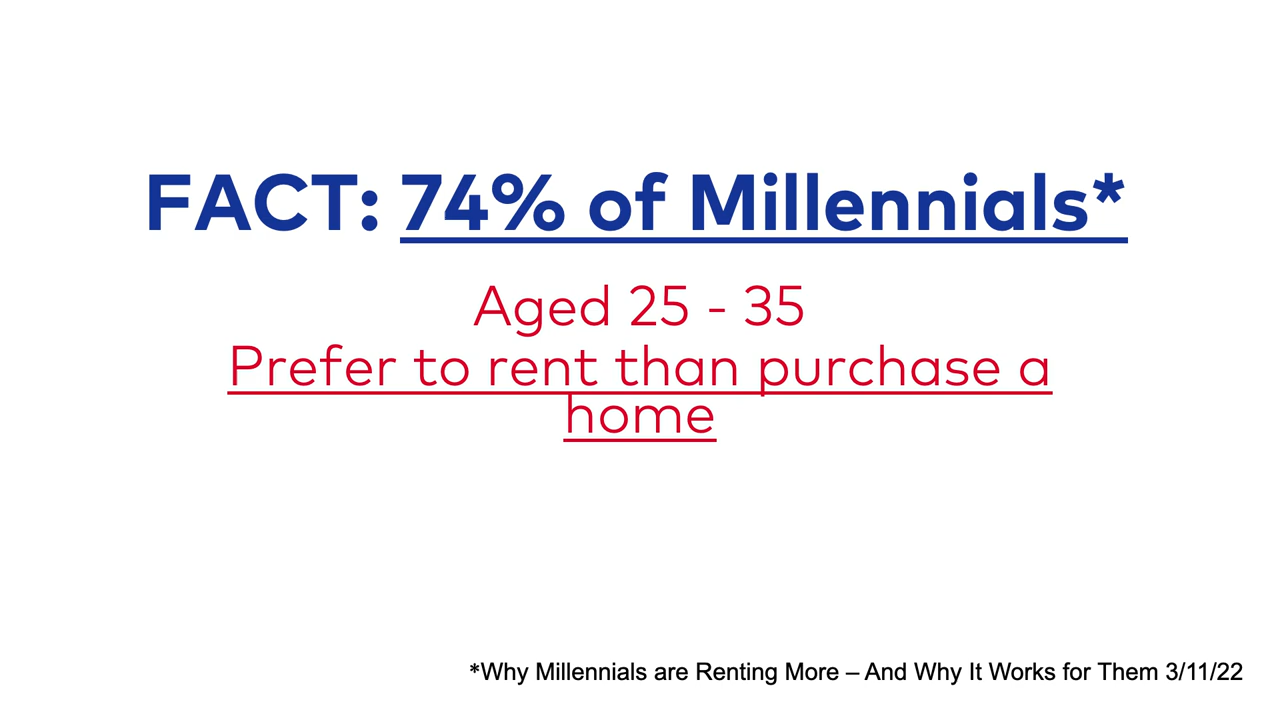 FACT: 74% of Millennials*
Aged 25 - 35
Prefer to rent than purchase a
home
*Why Millennials are Renting More – And Why It Works for Them 3/11/22